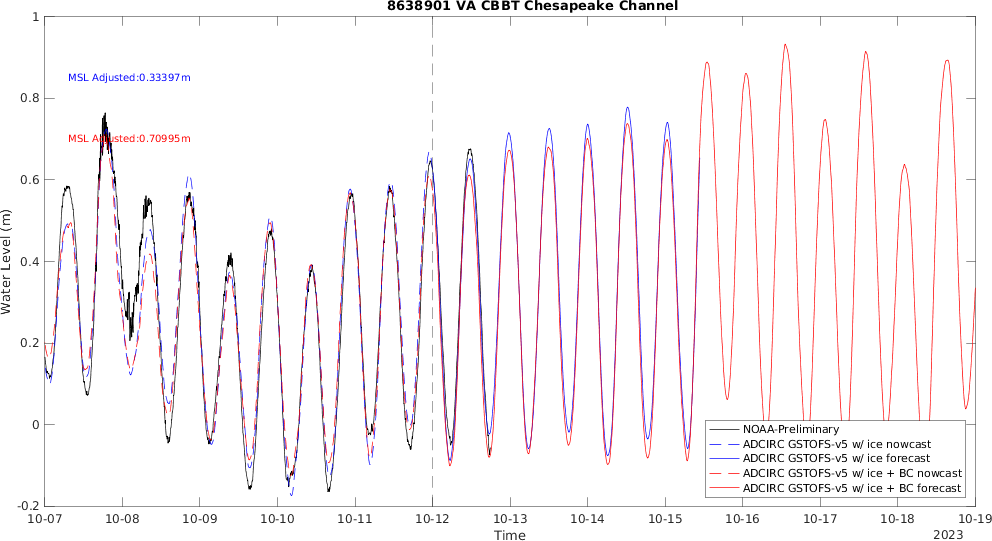 8638901 VA CBBT Chesapeake Channel
1
0.8
0.6
0.4
0.2
0
-0.2
Water Level (m)
MSL Adjusted:0.33397m
MSL Adjusted:0.70995m
NOAA-Preliminary
ADCIRC GSTOFS-v5 w/ ice nowcast
ADCIRC GSTOFS-v5 w/ ice forecast
ADCIRC GSTOFS-v5 w/ ice + BC nowcast
ADCIRC GSTOFS-v5 w/ ice + BC forecast
10-07 10-08 10-09 10-10 10-11 10-12 10-13 10-14 10-15 10-16 10-17 10-18 10-19
Time
2023